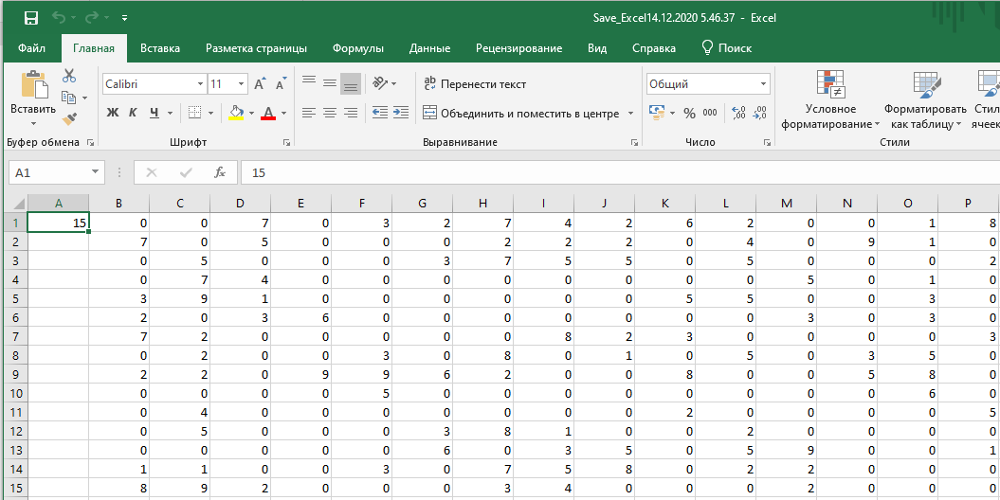 Save_Excel14.12.2020 5.46.37 - Excel
Файл Главная Вставка Разметка страницы Формулы Данные Рецензирование Вид Справка Поиск
Вставить
Буфер обмена
Calibri 11
Ж К Ч
Шрифт
Перенести текст
Объединить и поместить в центре
Выравнивание
Общий
% 000
Число
Условное форматирование
Форматировать как таблицу
Стили
A1 fx 15
A B C D E F G H I J K L M N O P
1 15 0 0 7 0 3 2 7 4 2 6 2 0 0 1 8
2 7 0 5 0 0 0 2 2 2 0 4 0 9 1 0
3 0 5 0 0 0 3 7 5 5 0 5 0 0 0 2
4 0 7 4 0 0 0 0 0 0 0 0 5 0 1 0
5 3 9 1 0 0 0 0 0 0 5 5 0 0 3 0
6 2 0 3 6 0 0 0 0 0 0 0 3 0 3 0
7 7 2 0 0 0 0 0 8 2 3 0 0 0 0 3
8 0 2 0 0 3 0 8 0 1 0 5 0 3 5 0
9 2 2 0 9 9 6 2 0 0 8 0 0 5 8 0
10 0 0 0 0 5 0 0 0 0 0 0 0 0 6 0
11 0 4 0 0 0 0 0 0 0 2 0 0 0 0 5
12 0 5 0 0 0 3 8 1 0 0 2 0 0 0 0
13 0 0 0 0 0 6 0 3 5 0 5 9 0 0 1
14 1 1 0 0 3 0 7 5 8 0 2 2 0 0 0
15 8 9 2 0 0 0 3 4 0 0 0 2 0 0 0